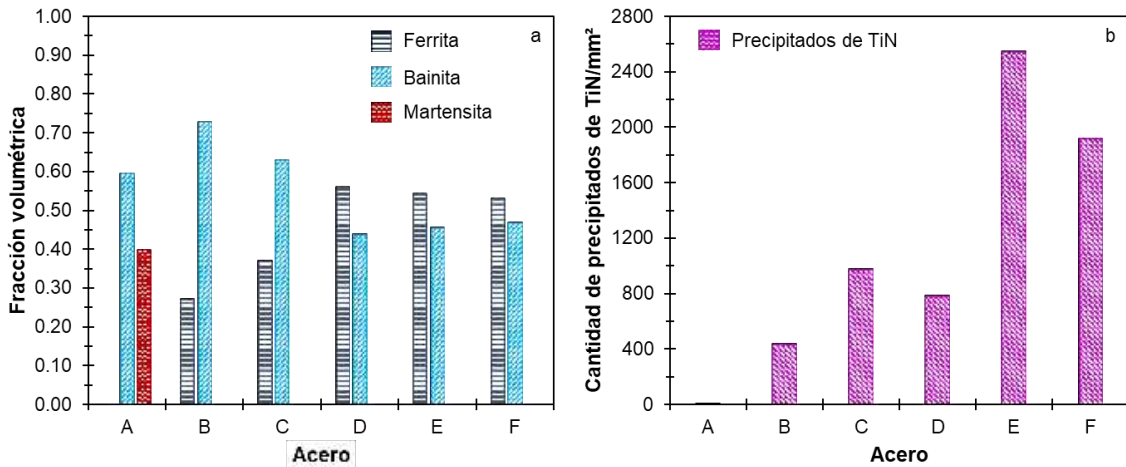 a
Ferrita
Bainita
Martensita
Fracción volumétrica
1.00
0.90
0.80
0.70
0.60
0.50
0.40
0.30
0.20
0.10
0.00
A B C D E F
Acero
b
Precipitados de TiN
Cantidad de precipitados de TiN/mm²
2800
2400
2000
1600
1200
800
400
0
A B C D E F
Acero